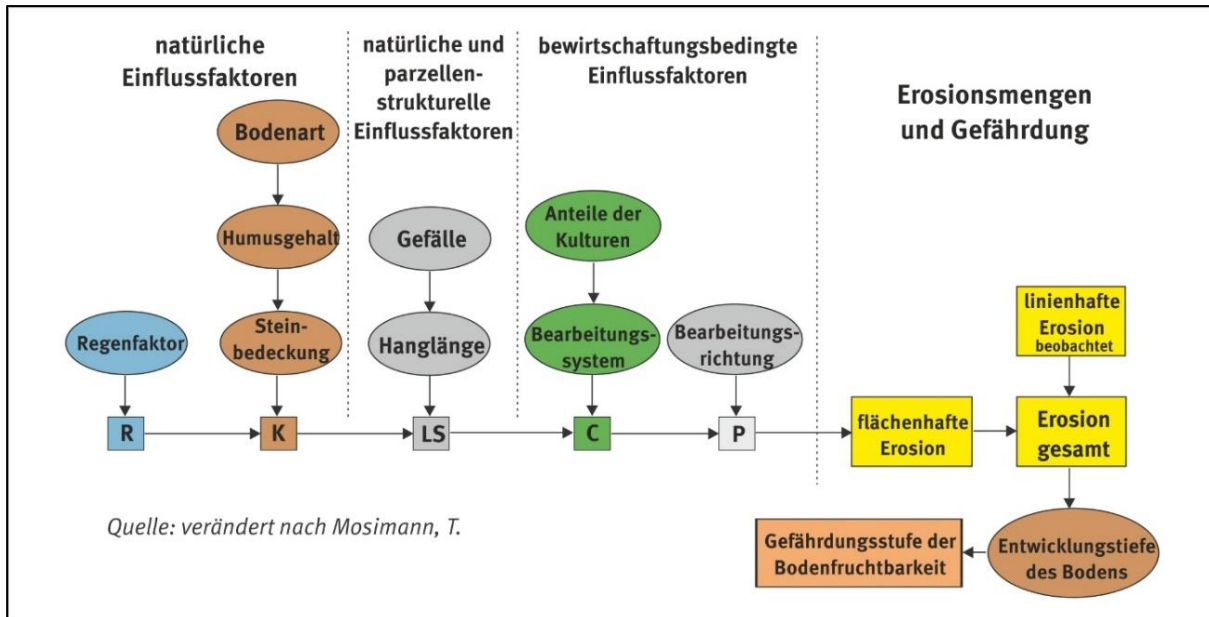 natürliche
Einflussfaktoren
natürliche und
parzellen-
strukturelle
Einflussfaktoren
bewirtschaftungsbedingte
Einflussfaktoren
Erosionsmengen
und Gefährdung
Bodenart
Humusgehalt
Stein-
bedeckung
Regenfaktor
Gefälle
Hanglänge
Anteile der
Kulturen
Bearbeitungs-
system
Bearbeitungs-
richtung
linienhafte
Erosion
beobachtet
R
K
LS
C
P
flächenhafte
Erosion
Erosion
gesamt
Quelle: verändert nach Mosimann, T.
Gefährdungsstufe der
Bodenfruchtbarkeit
Entwicklungstiefe
des Bodens